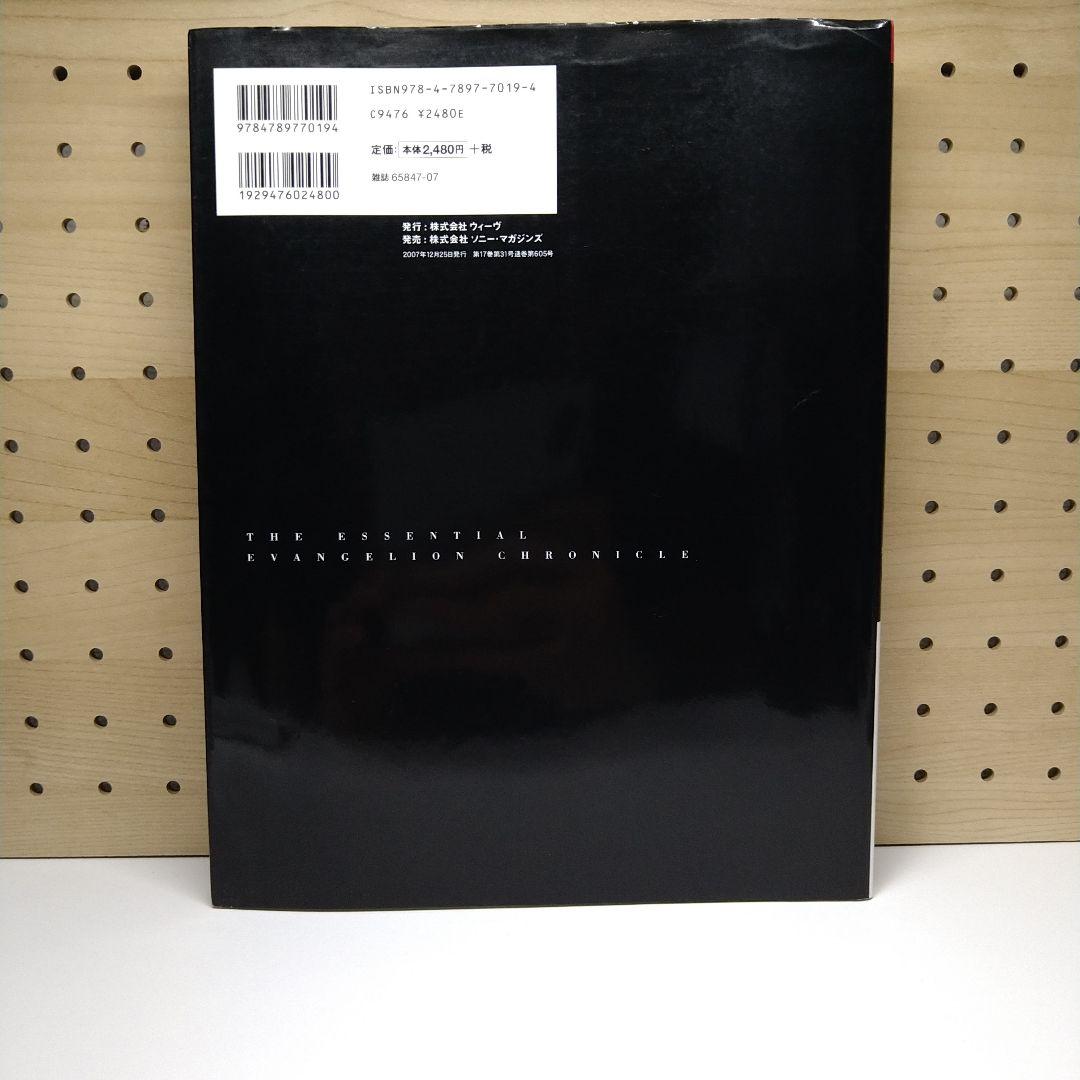 ISBN978-4-7897-7019-4
C9476 ¥2480E
9784789770194
定価: 本体2,480円 +税
雑誌 65847-07
1929476024800
発行：株式会社 ウィーヴ
発売：株式会社 ソニー・マガジンズ
2007年12月25日発行　第17巻第31号通巻第605号
THE ESSENTIAL
EVANGELION CHRONICLE